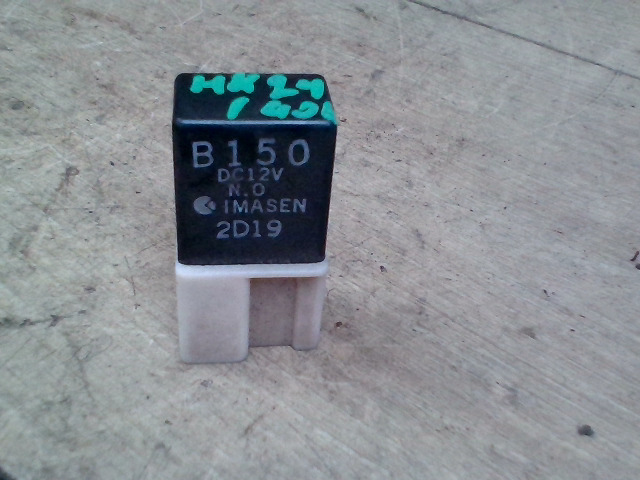 B150
DC12V
N.O
IMASEN
2D19